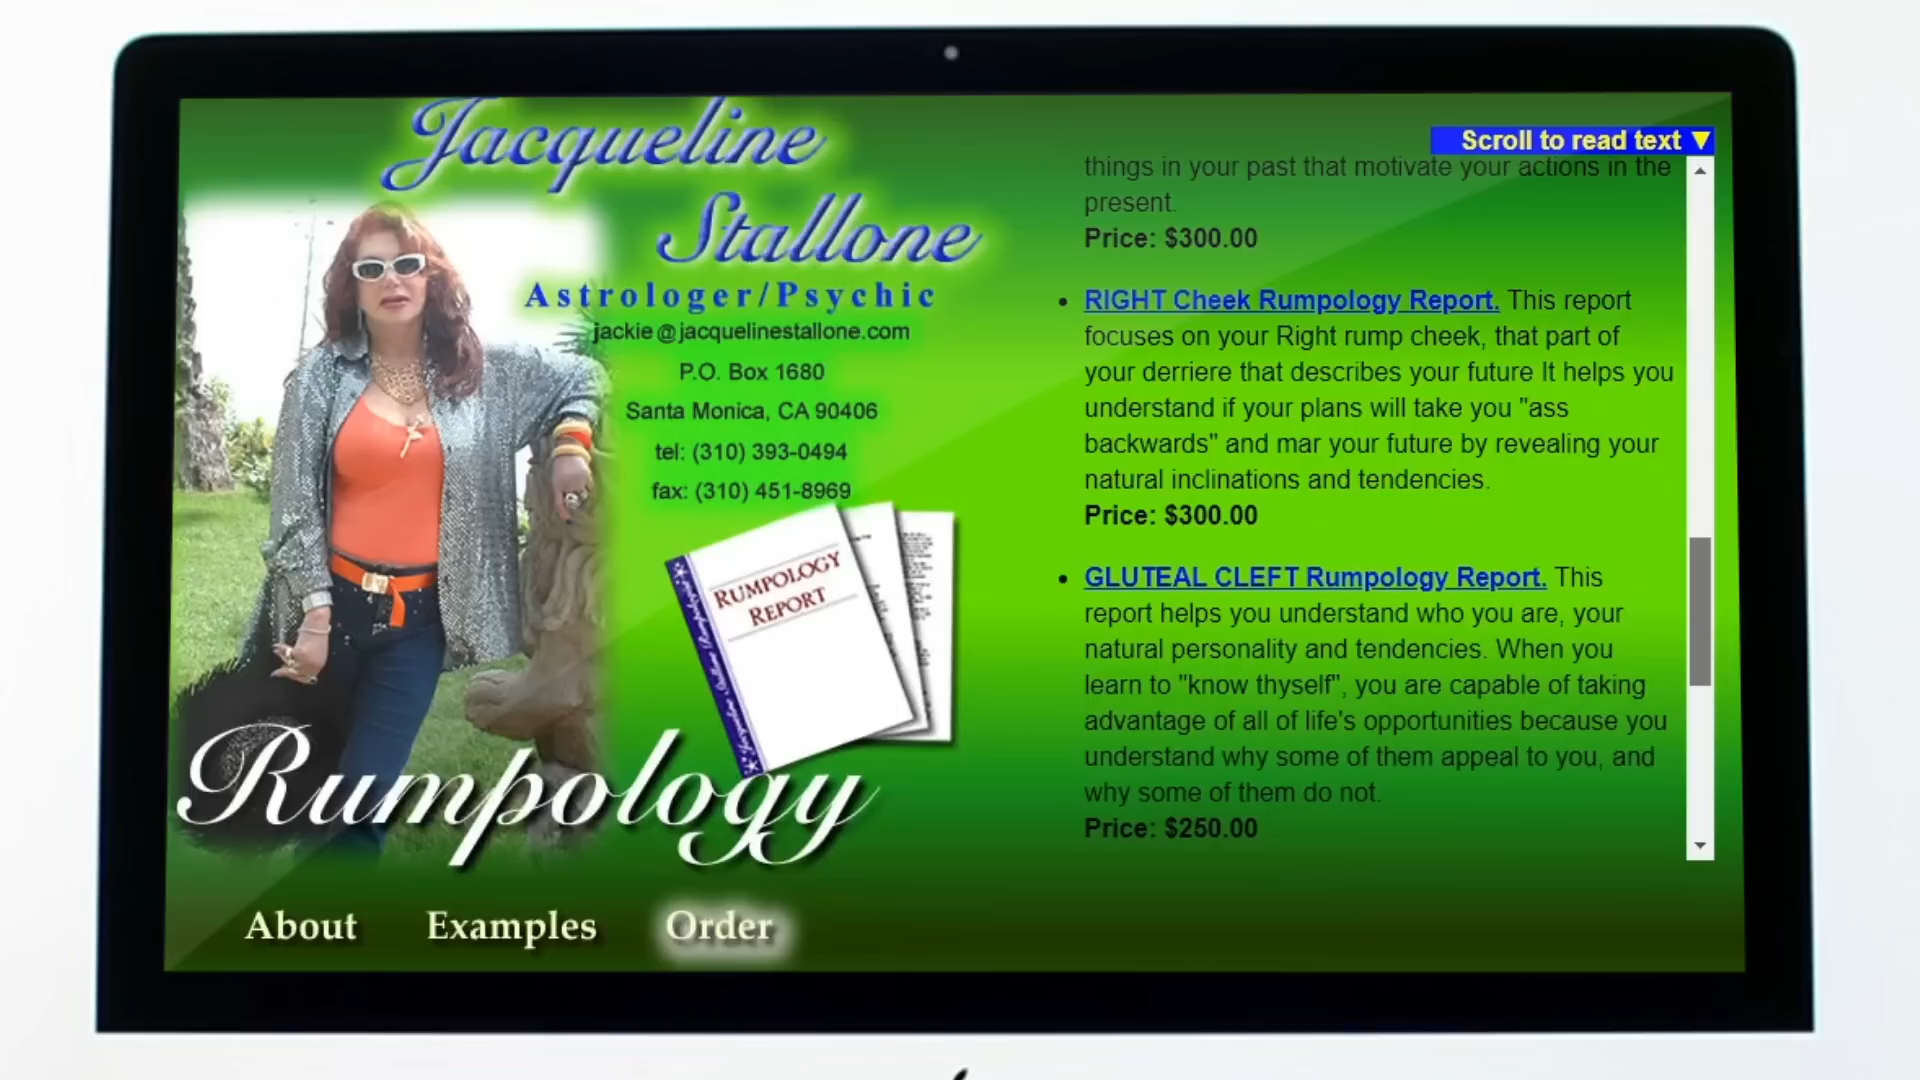 Jacqueline
Stallone
Astrologer/Psychic
jackie@jacquelinestallone.com
P.O. Box 1680
Santa Monica, CA 90406
tel: (310) 393-0494
fax: (310) 451-8969
RUMPOLOGY
REPORT
Rumpology
About Examples Order
Scroll to read text ▼
things in your past that motivate your actions in the
present.
Price: $300.00
• RIGHT Cheek Rumpology Report. This report
focuses on your Right rump cheek, that part of
your derriere that describes your future It helps you
understand if your plans will take you "ass
backwards" and mar your future by revealing your
natural inclinations and tendencies.
Price: $300.00
• GLUTEAL CLEFT Rumpology Report. This
report helps you understand who you are, your
natural personality and tendencies. When you
learn to "know thyself", you are capable of taking
advantage of all of life's opportunities because you
understand why some of them appeal to you, and
why some of them do not.
Price: $250.00